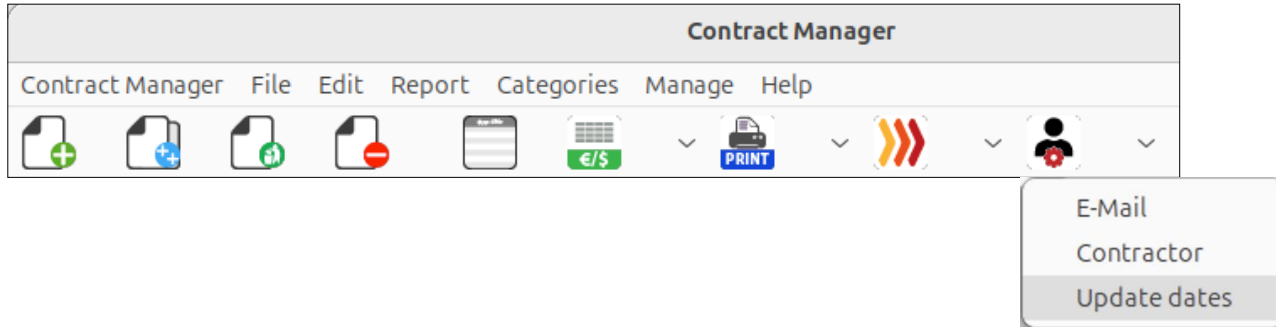 Contract Manager
Contract Manager File Edit Report Categories Manage Help
€/$ PRINT
E-Mail
Contractor
Update dates